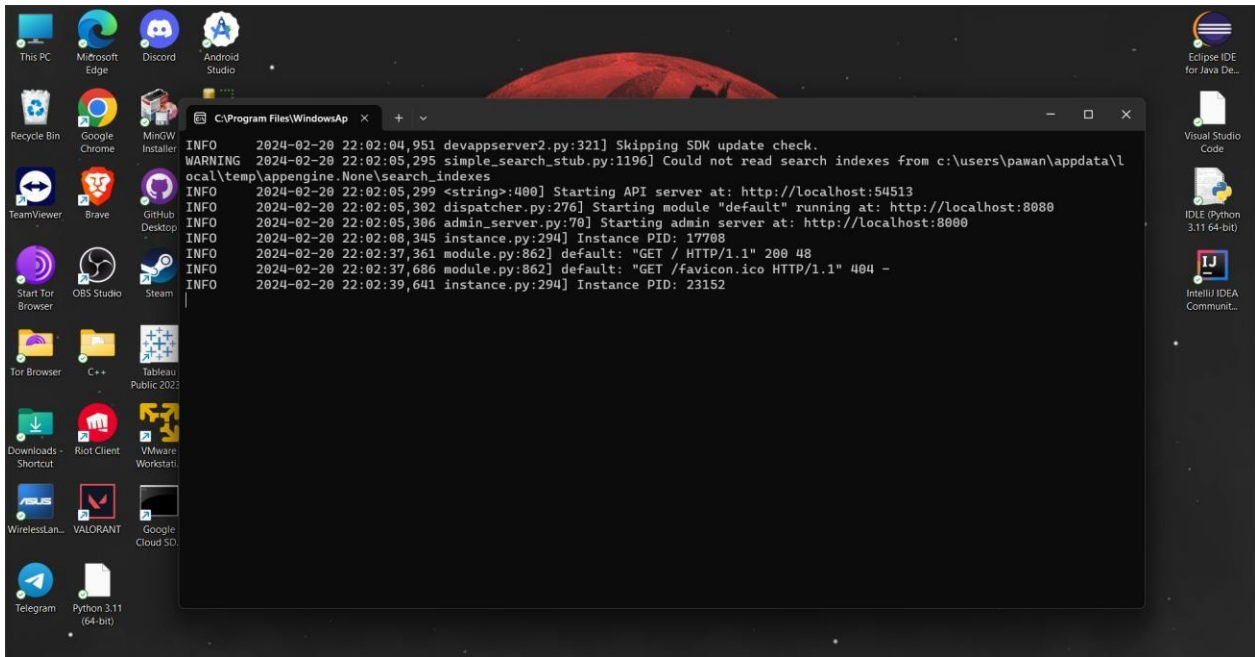 This PC
Microsoft
Edge
Discord
Android
Studio
Eclipse IDE
for Java De...
Recycle Bin
Google
Chrome
MinGW
Installer
Visual Studio
Code
TeamViewer
Brave
GitHub
Desktop
IDLE (Python
3.11 64-bit)
Start Tor
Browser
OBS Studio
Steam
IntelliJ IDEA
Communit...
Tor Browser
C++
Tableau
Public 2023
Downloads -
Shortcut
Riot Client
VMware
Workstati..
WirelessLan...
VALORANT
Google
Cloud SD.
Telegram
Python 3.11
(64-bit)
ASUS
IJ
C:\Program Files\WindowsAp
INFO 2024-02-20 22:02:04,951 devappserver2.py:321] Skipping SDK update check.
WARNING 2024-02-20 22:02:05,295 simple_search_stub.py:1196] Could not read search indexes from c:\users\pawan\appdata\l
ocal\temp\appengine.None\search_indexes
INFO 2024-02-20 22:02:05,299 <string>:400] Starting API server at: http://localhost:54513
INFO 2024-02-20 22:02:05,302 dispatcher.py:276] Starting module "default" running at: http://localhost:8080
INFO 2024-02-20 22:02:05,306 admin_server.py:70] Starting admin server at: http://localhost:8000
INFO 2024-02-20 22:02:08,345 instance.py:294] Instance PID: 17708
INFO 2024-02-20 22:02:37,361 module.py:862] default: "GET / HTTP/1.1" 200 48
INFO 2024-02-20 22:02:37,686 module.py:862] default: "GET /favicon.ico HTTP/1.1" 404 -
INFO 2024-02-20 22:02:39,641 instance.py:294] Instance PID: 23152